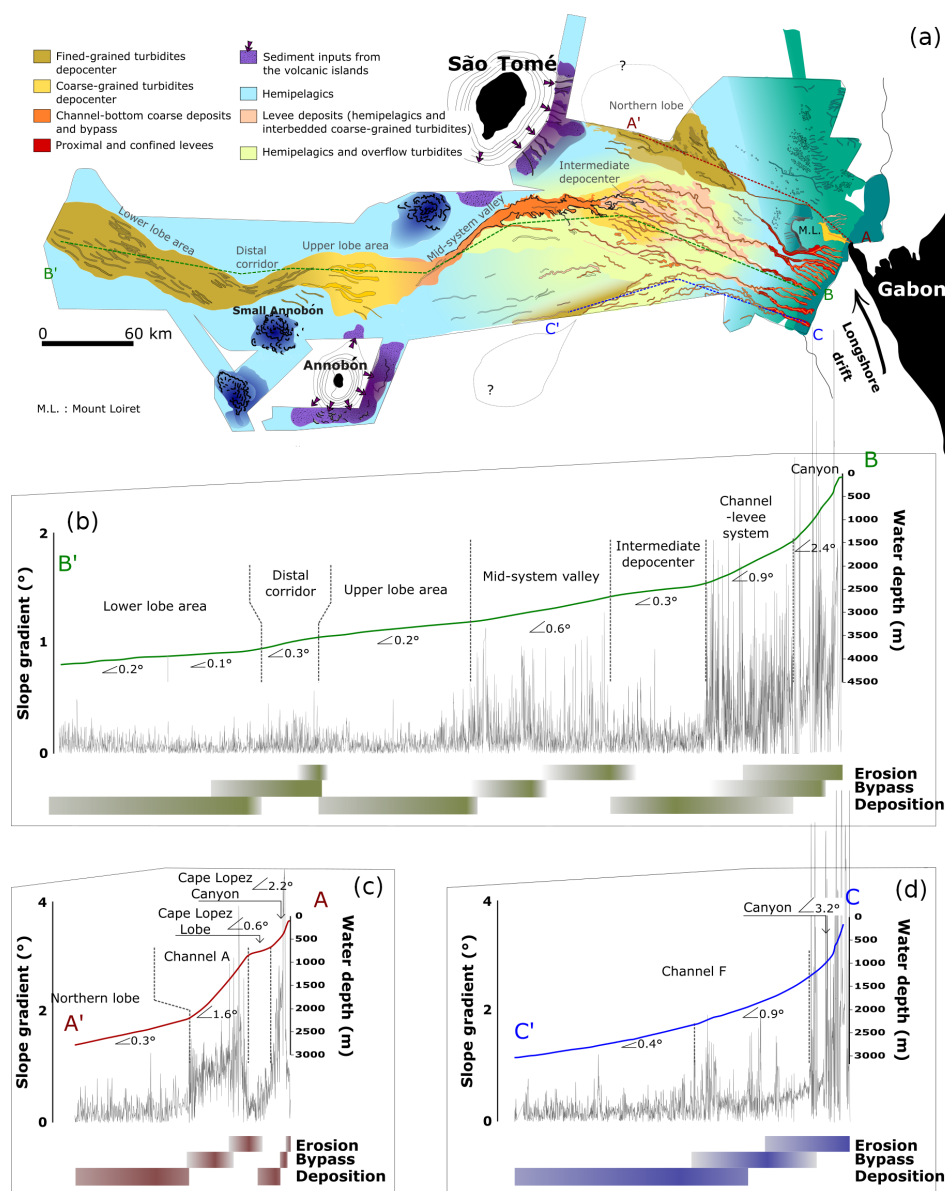 (a)
Fined-grained turbidites
depocenter
Coarse-grained turbidites
depocenter
Channel-bottom coarse deposits
and bypass
Proximal and confined levees
Sediment inputs from
the volcanic islands
Hemipelagics
Levee deposits (hemipelagics and
interbedded coarse-grained turbidites)
Hemipelagics and overflow turbidites
São Tomé
?
Northern lobe
A'
Intermediate
depocenter
Lower lobe area
Distal
corridor
Upper lobe area
Mid-system valley
M.L.
A
B'
B
Gabon
C'
C
Small Annobón
0 60 km
Annobón
?
Longshore
drift
M.L. : Mount Loiret
(b)
B
Canyon
Channel
-levee
system
Intermediate
depocenter
Mid-system valley
Upper lobe area
Distal
corridor
Lower lobe area
B'
2
1
0
Slope gradient (°)
0
500
1000
1500
2000
2500
3000
3500
4000
4500
Water depth (m)
2.4°
0.9°
0.3°
0.6°
0.2°
0.3°
0.1°
0.2°
Erosion
Bypass
Deposition
(c)
Cape Lopez
Canyon
2.2°
A
Cape Lopez
Lobe
0.6°
Channel A
Northern lobe
A'
1.6°
0.3°
4
2
0
Slope gradient (°)
0
500
1000
1500
2000
2500
3000
Water depth (m)
Erosion
Bypass
Deposition
(d)
C
Canyon
3.2°
Channel F
C'
0.9°
0.4°
4
2
0
Slope gradient (°)
0
500
1000
1500
2000
2500
3000
Water depth (m)
Erosion
Bypass
Deposition